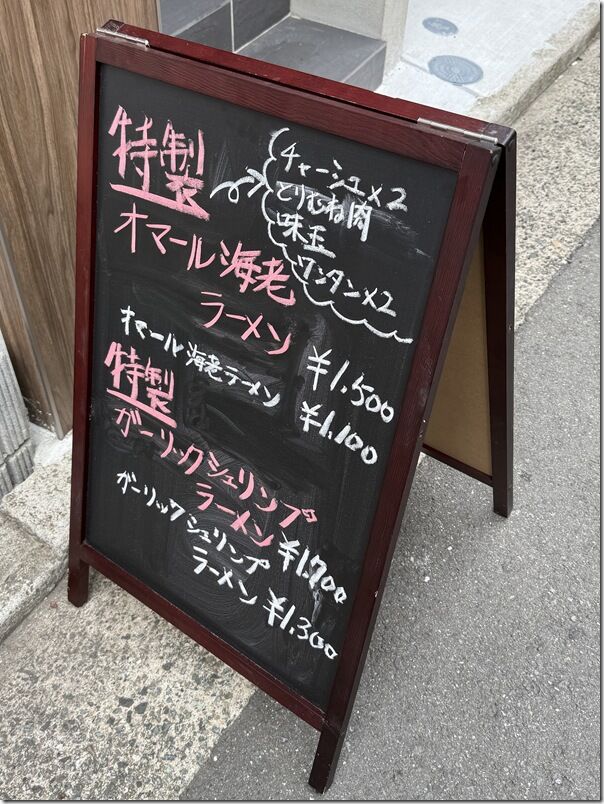 特製
チャーシュ×2
とりむね肉
味玉
ワンタン×2
オマール海老
ラーメン ¥1.500
オマール海老ラーメン ¥1.100
特製
ガーリックシュリンプ
ラーメン ¥1.700
ガーリックシュリンプ
ラーメン ¥1.300